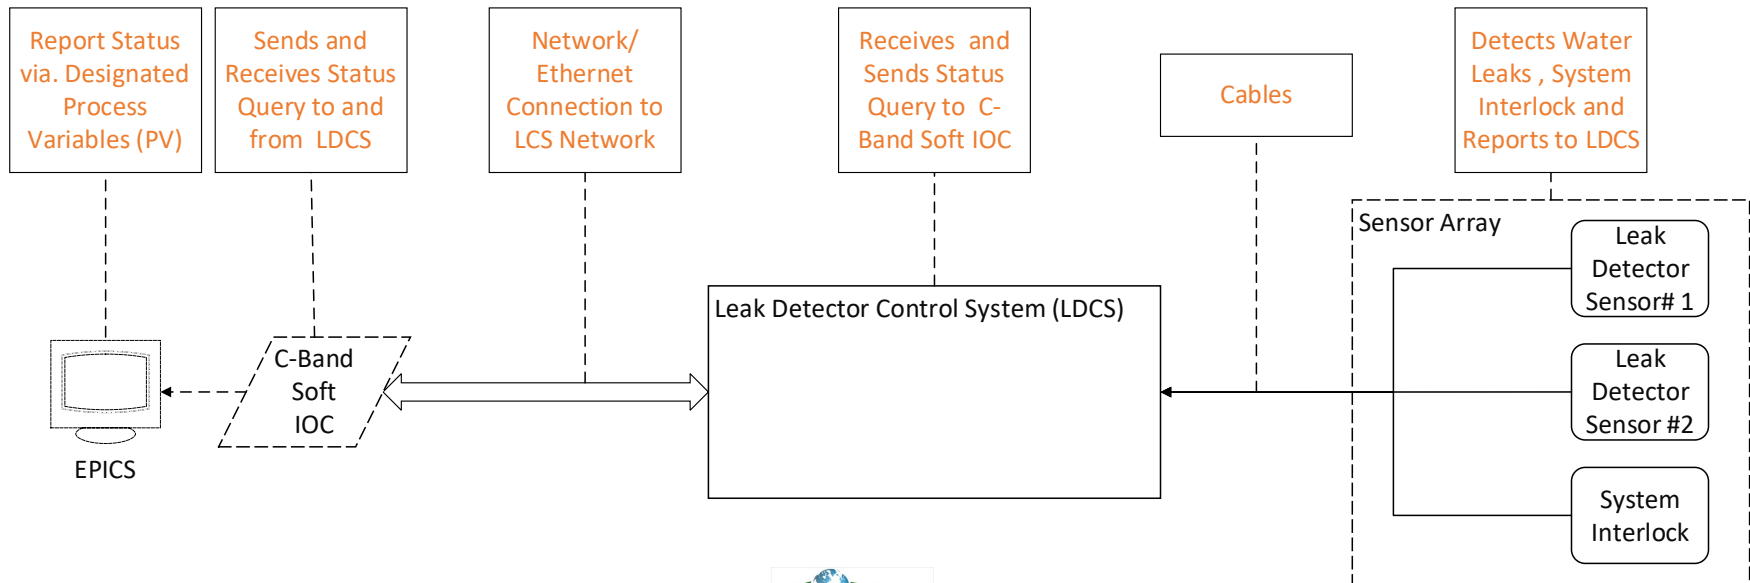 Report Status
via. Designated
Process
Variables (PV)
Sends and
Receives Status
Query to and
from LDCS
Network/
Ethernet
Connection to
LCS Network
Receives and
Sends Status
Query to C-
Band Soft IOC
Cables
Detects Water
Leaks , System
Interlock and
Reports to LDCS
Sensor Array
Leak
Detector
Sensor# 1
Leak Detector Control System (LDCS)
C-Band
Soft
IOC
Leak
Detector
Sensor #2
EPICS
System
Interlock